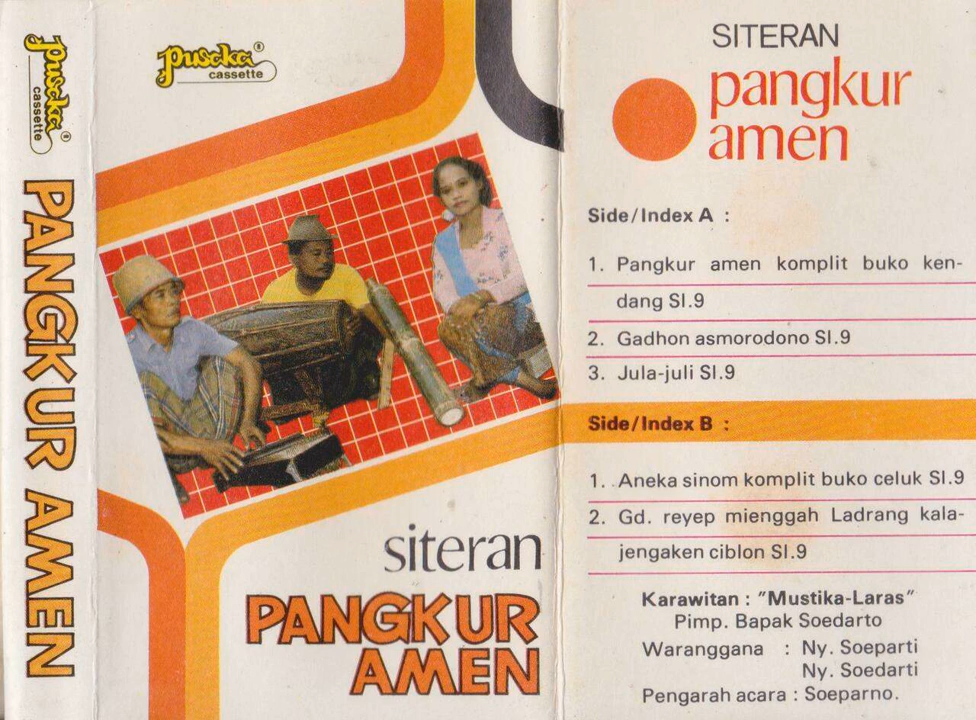 Pusaka®
cassette
PANGKUR AMEN
Pusaka®
cassette
siteran
PANGKUR
AMEN
SITERAN
pangkur
amen
Side/Index A :
1. Pangkur amen komplit buko ken-
dang Sl.9
2. Gadhon asmorodono Sl.9
3. Jula-juli Sl.9
Side/Index B :
1. Aneka sinom komplit buko celuk Sl.9
2. Gd. reyep mienggah Ladrang kala-
jengaken ciblon Sl.9
Karawitan : "Mustika-Laras"
Pimp. Bapak Soedarto
Waranggana : Ny. Soeparti
Ny. Soedarti
Pengarah acara : Soeparno.